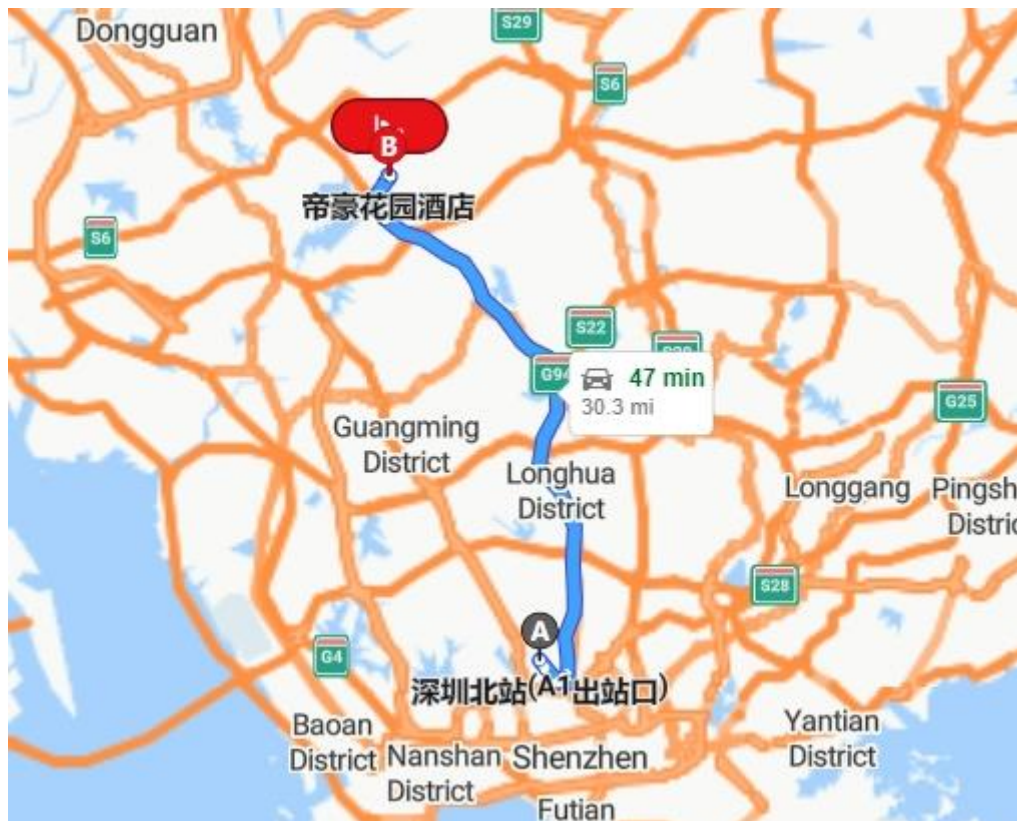 Dongguan
S29
S6
B
帝豪花园酒店
S6
S22
47 min
30.3 mi
G25
Guangming
District
Longhua
District
Longgang
S28
A
G4
深圳北站(A1出站口)
Baoan
District
Nanshan
District
Shenzhen
Yantian
District
Futian